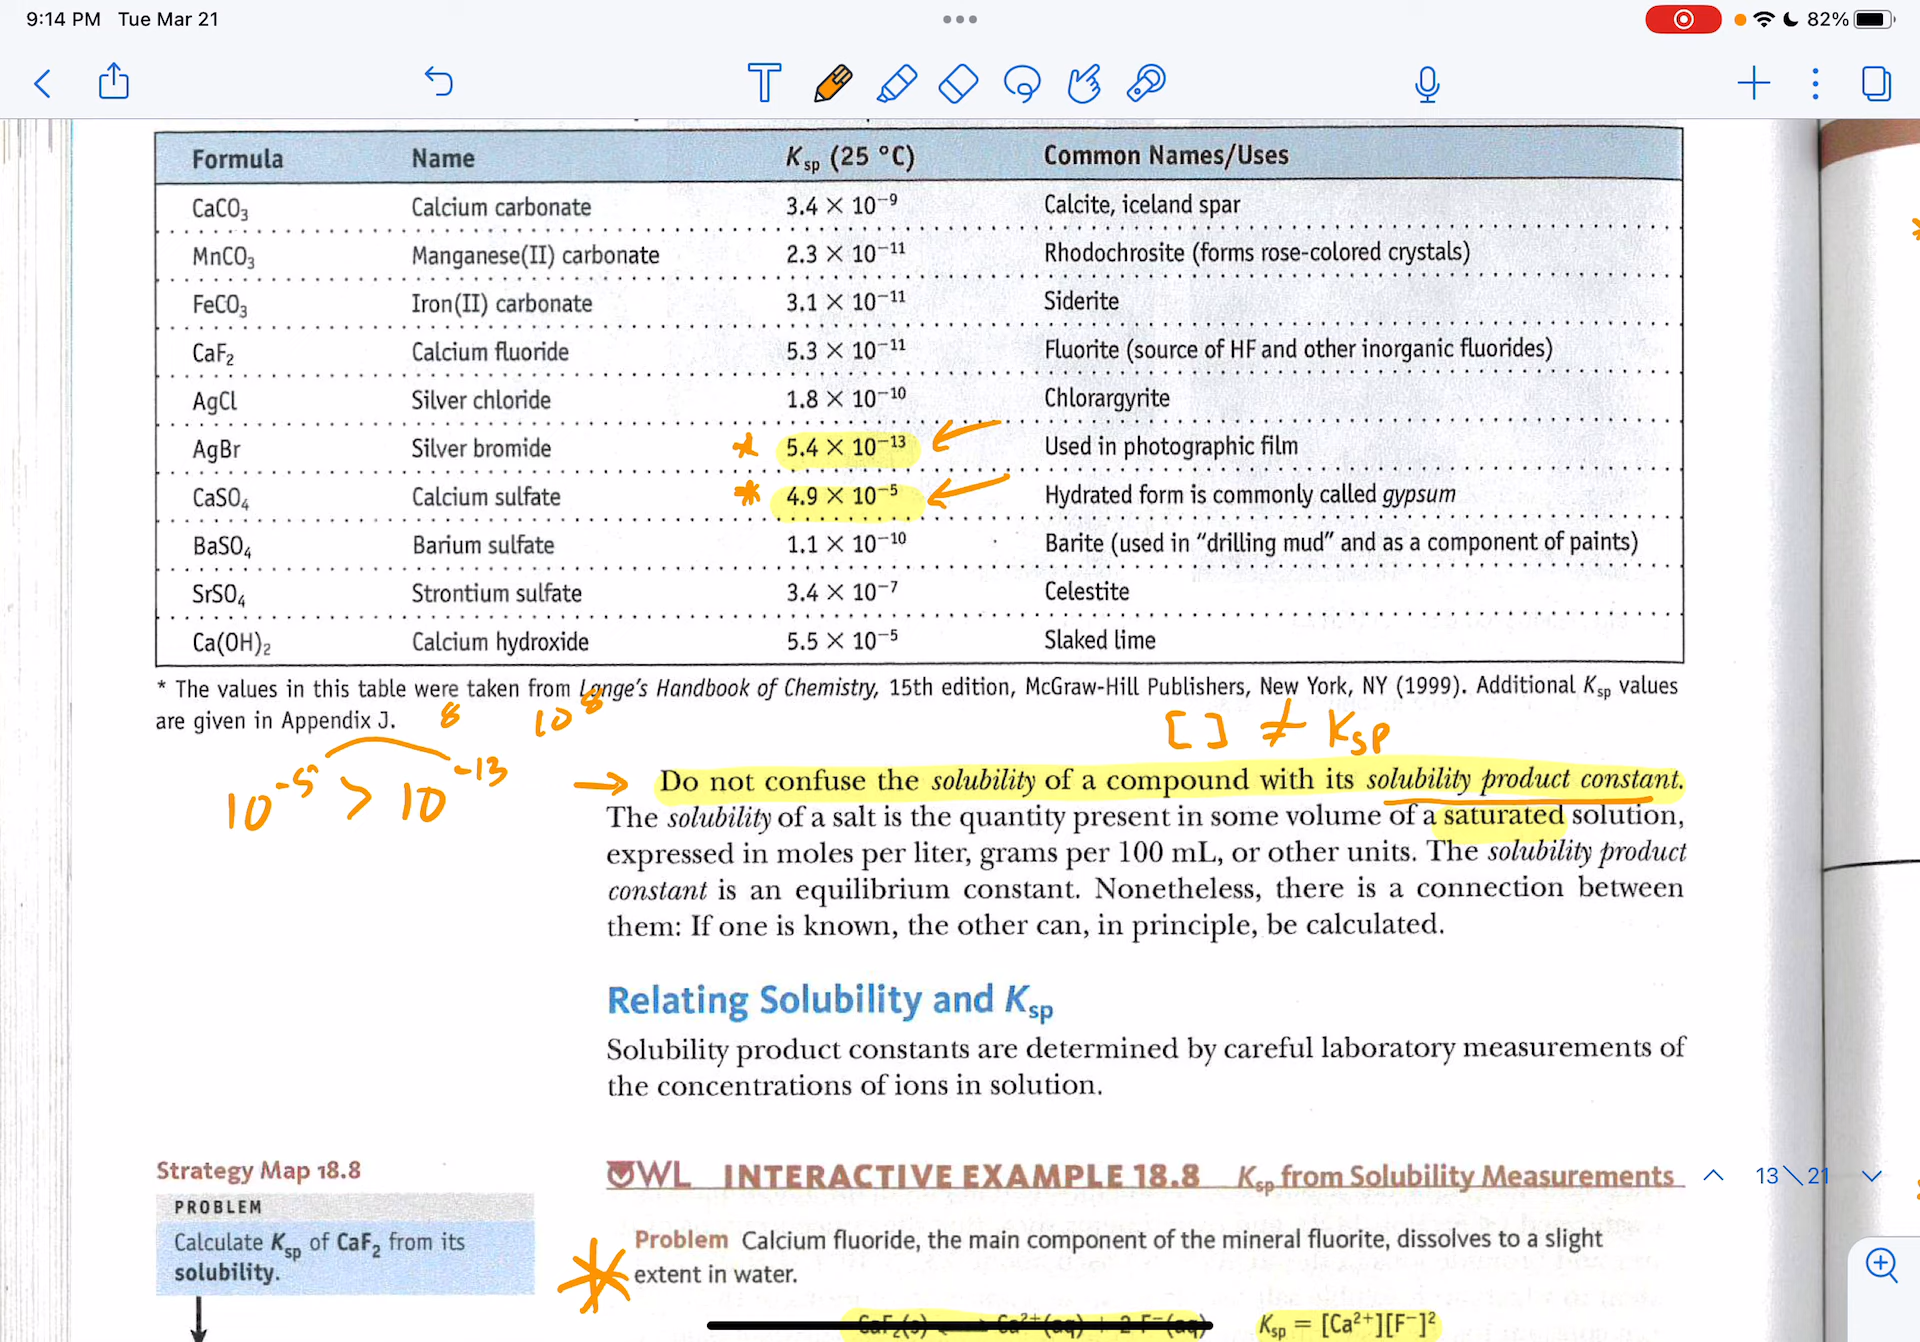 9:14 PM Tue Mar 21
82%
Formula Name Ksp (25 °C) Common Names/Uses
CaCO₃ Calcium carbonate 3.4 × 10⁻⁹ Calcite, iceland spar
MnCO₃ Manganese(II) carbonate 2.3 × 10⁻¹¹ Rhodochrosite (forms rose-colored crystals)
FeCO₃ Iron(II) carbonate 3.1 × 10⁻¹¹ Siderite
CaF₂ Calcium fluoride 5.3 × 10⁻¹¹ Fluorite (source of HF and other inorganic fluorides)
AgCl Silver chloride 1.8 × 10⁻¹⁰ Chlorargyrite
AgBr Silver bromide * 5.4 × 10⁻¹³ ← Used in photographic film
CaSO₄ Calcium sulfate * 4.9 × 10⁻⁵ ← Hydrated form is commonly called gypsum
BaSO₄ Barium sulfate 1.1 × 10⁻¹⁰ Barite (used in “drilling mud” and as a component of paints)
SrSO₄ Strontium sulfate 3.4 × 10⁻⁷ Celestite
Ca(OH)₂ Calcium hydroxide 5.5 × 10⁻⁵ Slaked lime
* The values in this table were taken from Lange’s Handbook of Chemistry, 15th edition, McGraw-Hill Publishers, New York, NY (1999). Additional Ksp values
are given in Appendix J.
8 10⁸
[ ] ≠ Ksp
10⁻⁵ > 10⁻¹³
→ Do not confuse the solubility of a compound with its solubility product constant.
The solubility of a salt is the quantity present in some volume of a saturated solution,
expressed in moles per liter, grams per 100 mL, or other units. The solubility product
constant is an equilibrium constant. Nonetheless, there is a connection between
them: If one is known, the other can, in principle, be calculated.
Relating Solubility and Ksp
Solubility product constants are determined by careful laboratory measurements of
the concentrations of ions in solution.
Strategy Map 18.8
PROBLEM
Calculate Ksp of CaF₂ from its
solubility.
OWL INTERACTIVE EXAMPLE 18.8 Ksp from Solubility Measurements
13\21
* Problem Calcium fluoride, the main component of the mineral fluorite, dissolves to a slight
extent in water.
CaF₂(s) ⟷ Ca²⁺(aq) + 2 F⁻(aq) Ksp = [Ca²⁺][F⁻]²